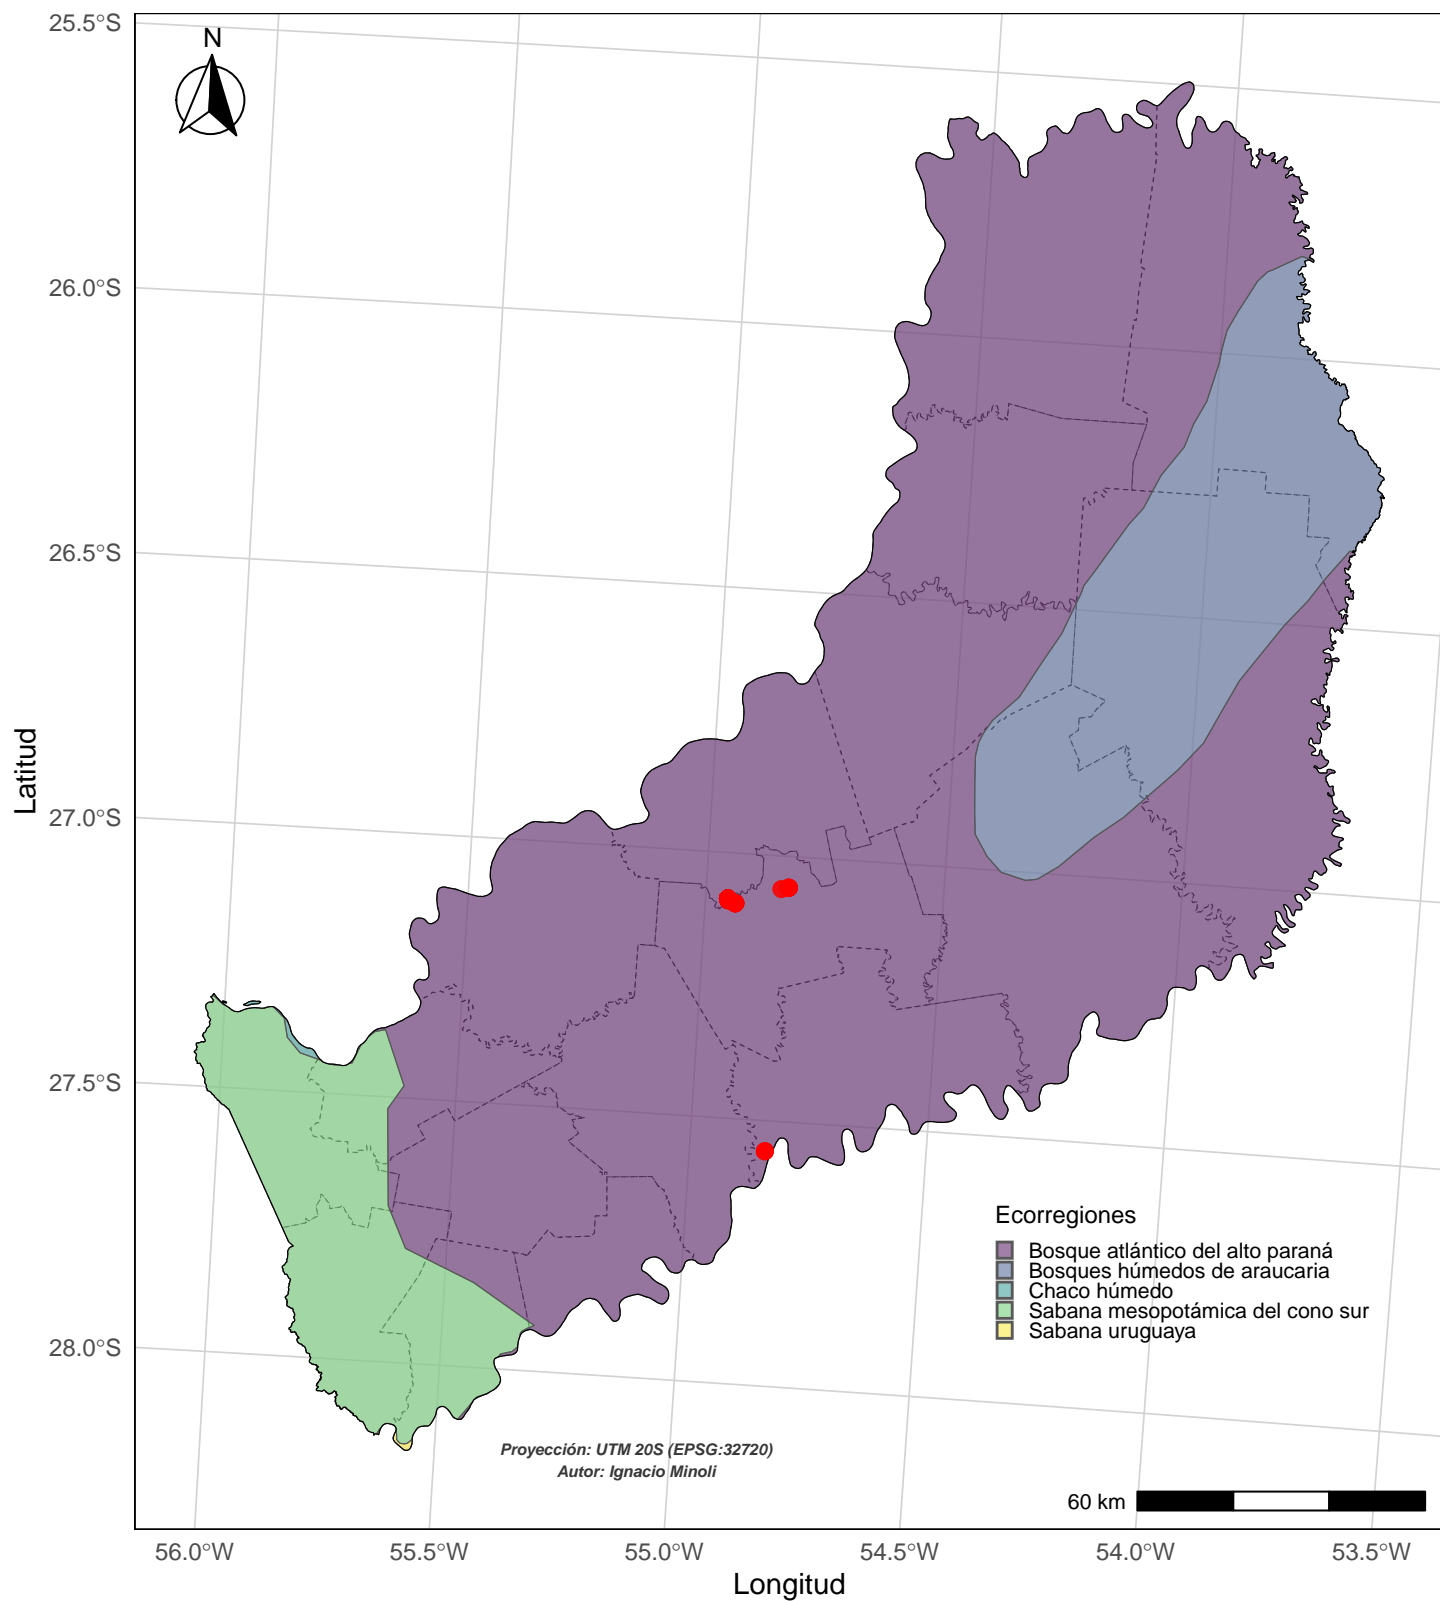 N
25.5°S
26.0°S
26.5°S
27.0°S
27.5°S
28.0°S
Latitud
Ecorregiones
Bosque atlántico del alto paraná
Bosques húmedos de araucaria
Chaco húmedo
Sabana mesopotámica del cono sur
Sabana uruguaya
Proyección: UTM 20S (EPSG:32720)
Autor: Ignacio Minoli
60 km
56.0°W 55.5°W 55.0°W 54.5°W 54.0°W 53.5°W
Longitud